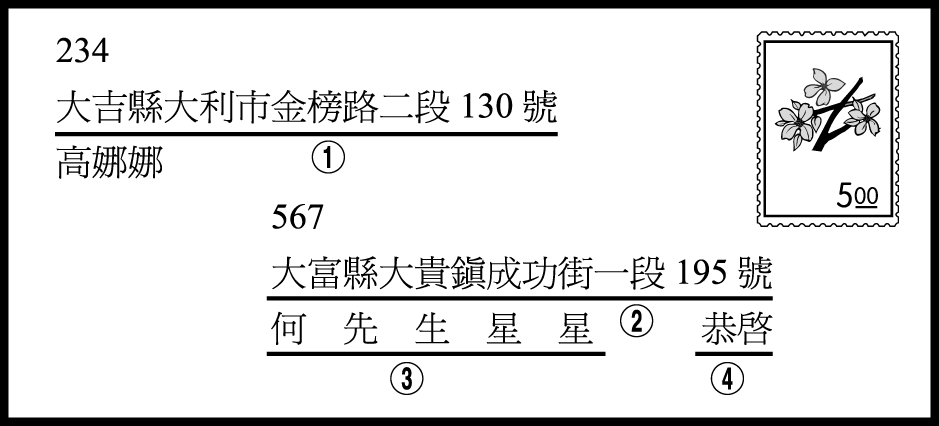 234
大吉縣大利市金榜路二段 130 號
①
高娜娜
567
大富縣大貴鎮成功街一段 195 號
②
何 先 生 星 星 恭啓
③ ④
500